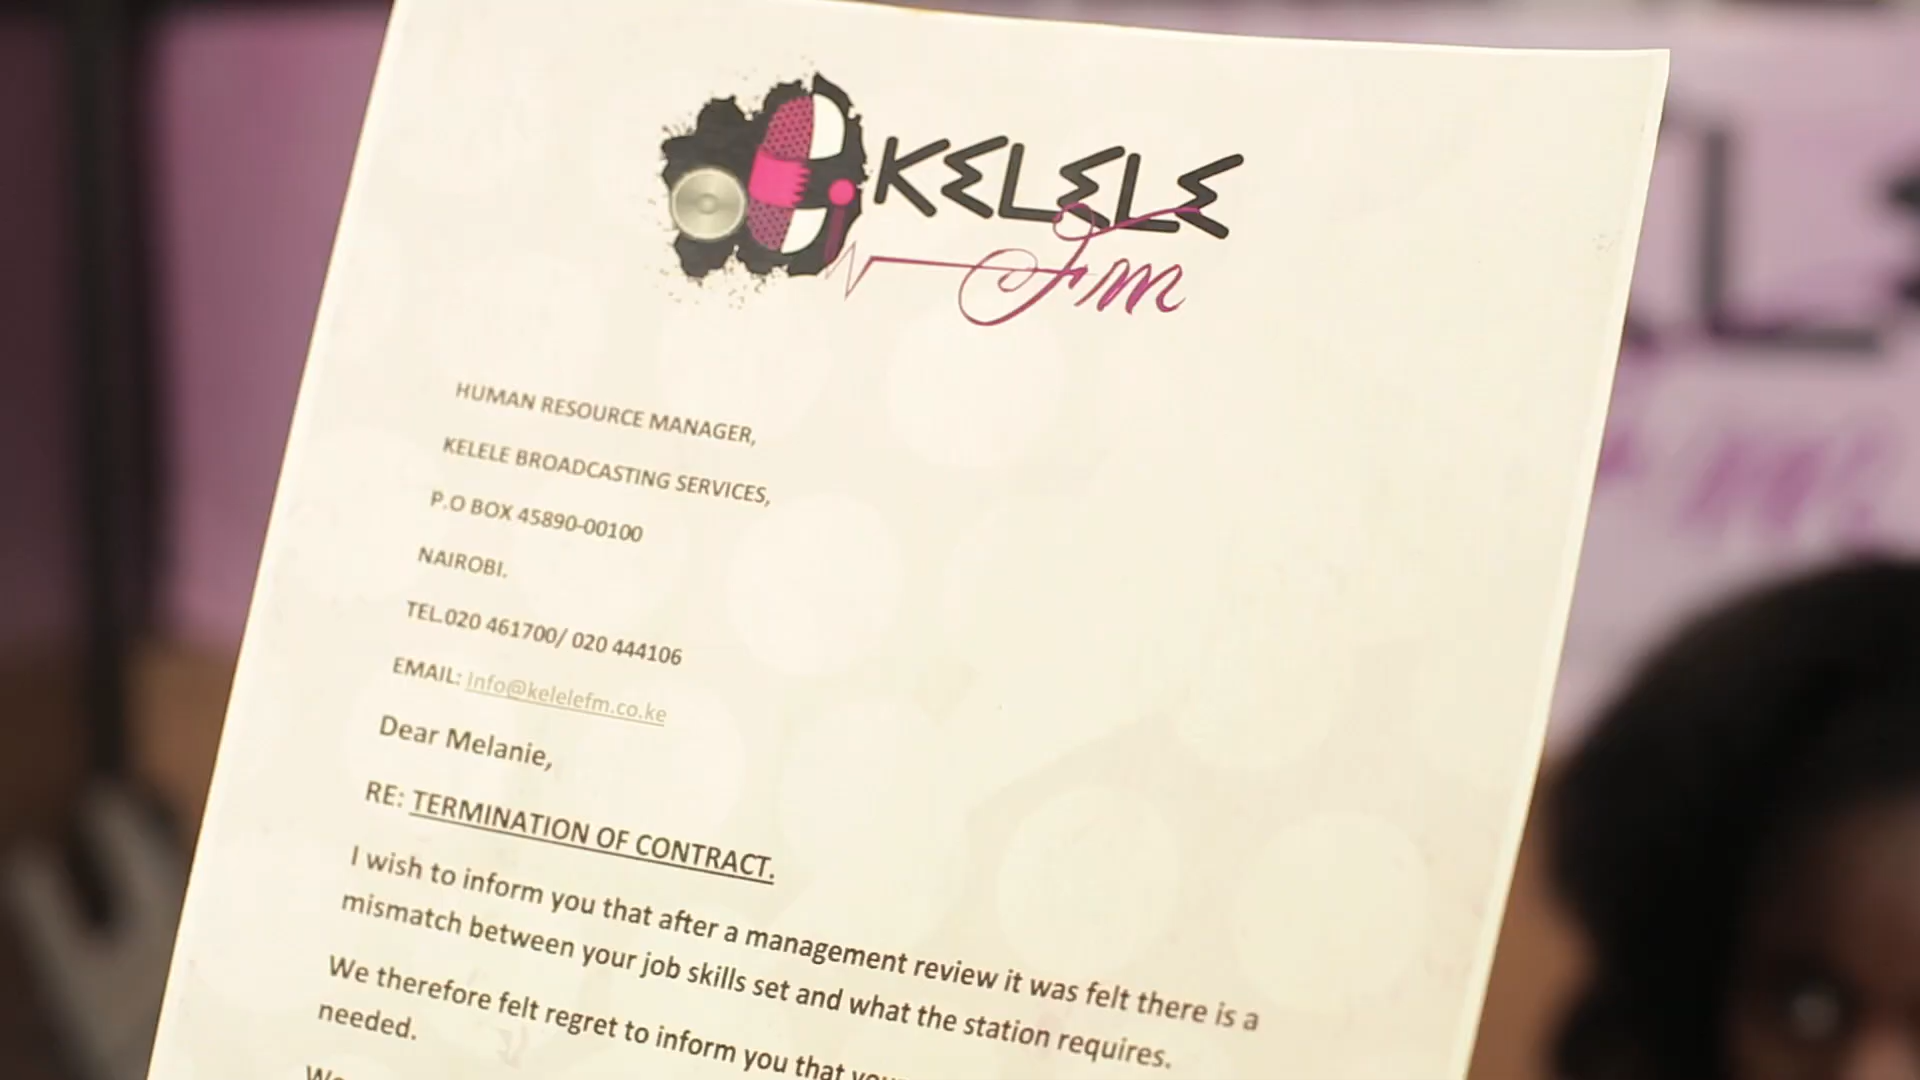 KELELE
Fm
HUMAN RESOURCE MANAGER,
KELELE BROADCASTING SERVICES,
P.O BOX 45890-00100
NAIROBI.
TEL.020 461700/ 020 444106
EMAIL: info@kelelefm.co.ke
Dear Melanie,
RE: TERMINATION OF CONTRACT.
I wish to inform you that after a management review it was felt there is a
mismatch between your job skills set and what the station requires.
We therefore felt regret to inform you that
needed.